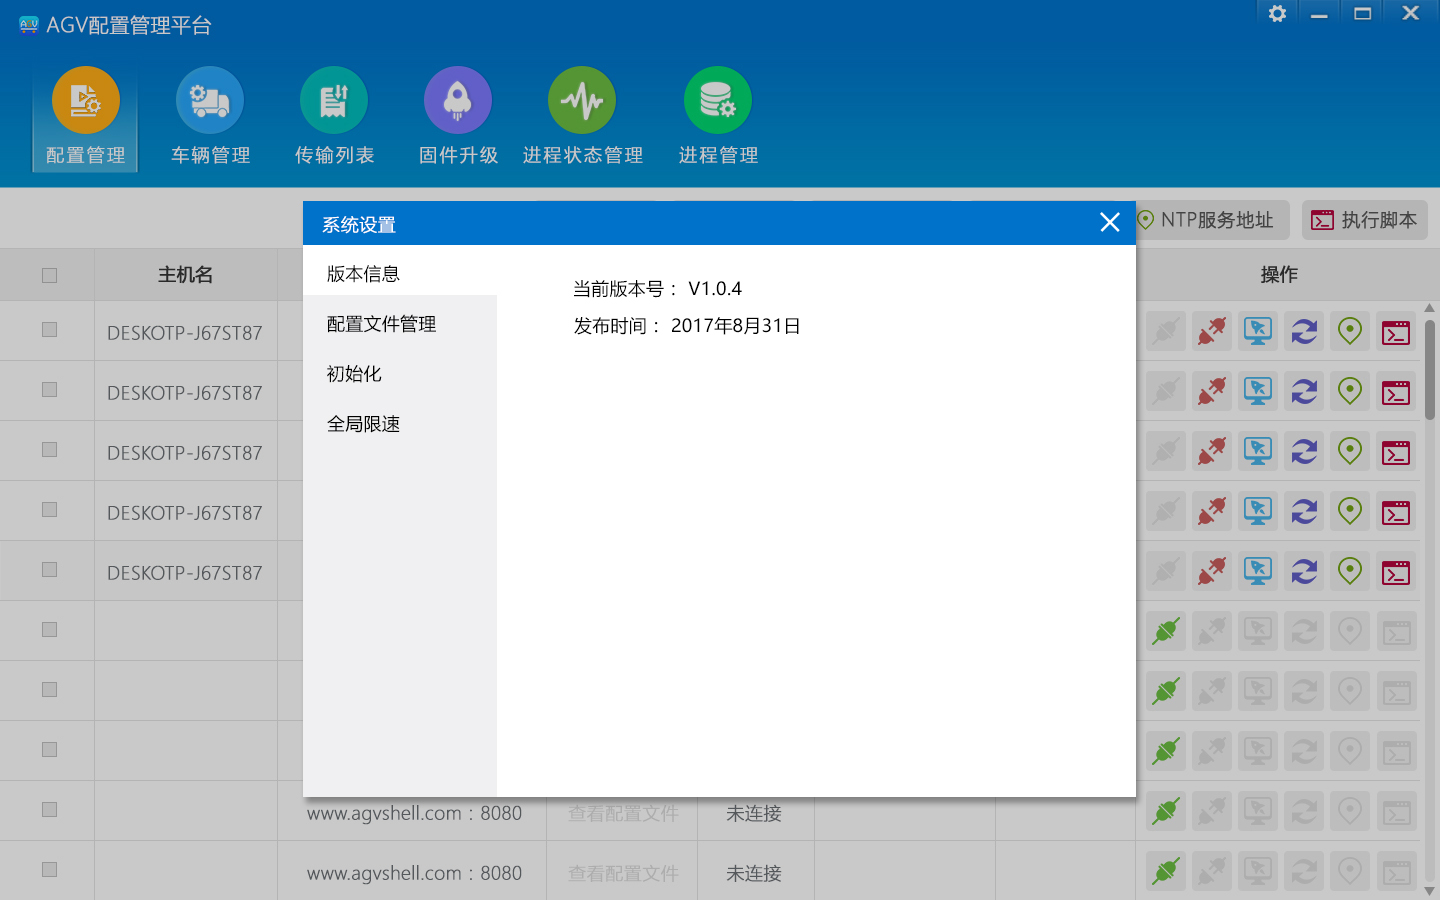 AGV配置管理平台
配置管理 车辆管理 传输列表 固件升级 进程状态管理 进程管理
NTP服务地址 执行脚本
系统设置
主机名 操作
版本信息
当前版本号： V1.0.4
配置文件管理
发布时间： 2017年8月31日
初始化
全局限速
DESKOTP-J67ST87
DESKOTP-J67ST87
DESKOTP-J67ST87
DESKOTP-J67ST87
DESKOTP-J67ST87
www.agvshell.com : 8080 查看配置文件 未连接
www.agvshell.com : 8080 查看配置文件 未连接